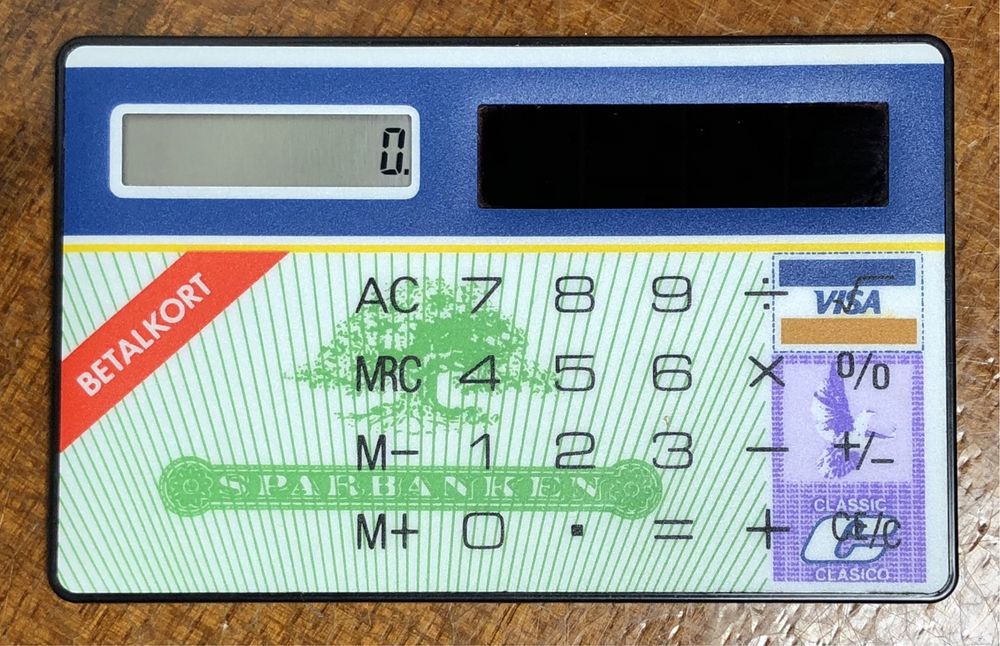 0.
BETALKORT
AC 7 8 9 ÷ √
VISA
MRC 4 5 6 × %
M− 1 2 3 − +/−
SPARBANKEN
CLASSIC
M+ 0 . = + CE/C
CLASICO